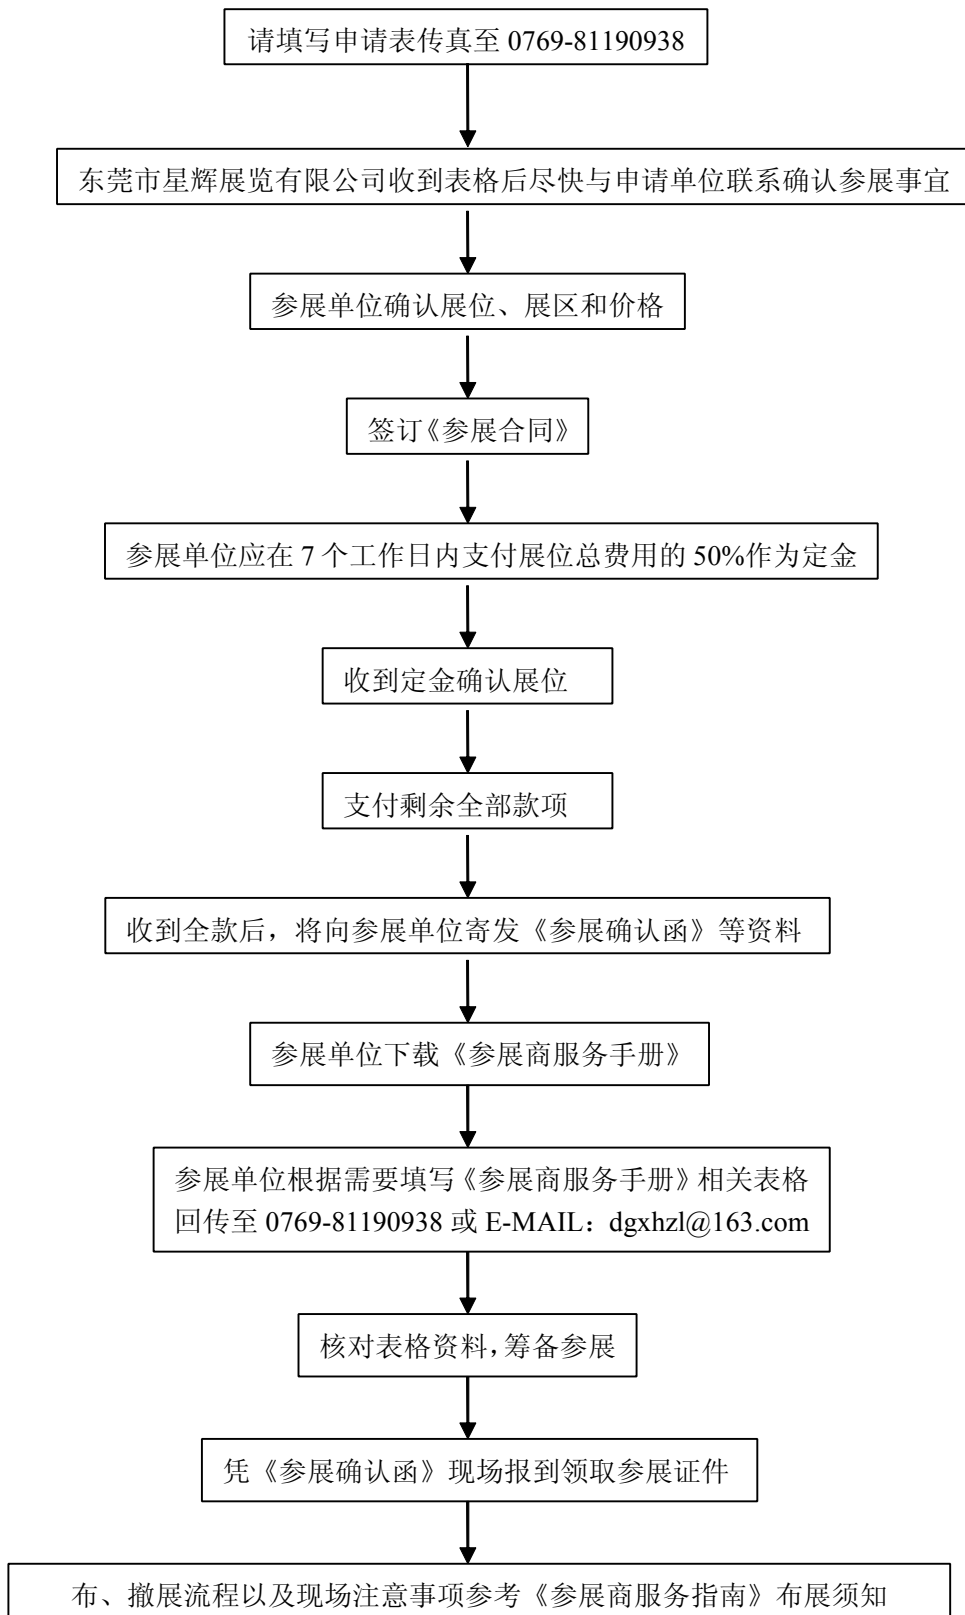 请填写申请表传真至 0769-81190938
东莞市星辉展览有限公司收到表格后尽快与申请单位联系确认参展事宜
参展单位确认展位、展区和价格
签订《参展合同》
参展单位应在 7 个工作日内支付展位总费用的 50%作为定金
收到定金确认展位
支付剩余全部款项
收到全款后，将向参展单位寄发《参展确认函》等资料
参展单位下载《参展商服务手册》
参展单位根据需要填写《参展商服务手册》相关表格
回传至 0769-81190938 或 E-MAIL：dgxhzl@163.com
核对表格资料，筹备参展
凭《参展确认函》现场报到领取参展证件
布、撤展流程以及现场注意事项参考《参展商服务指南》布展须知